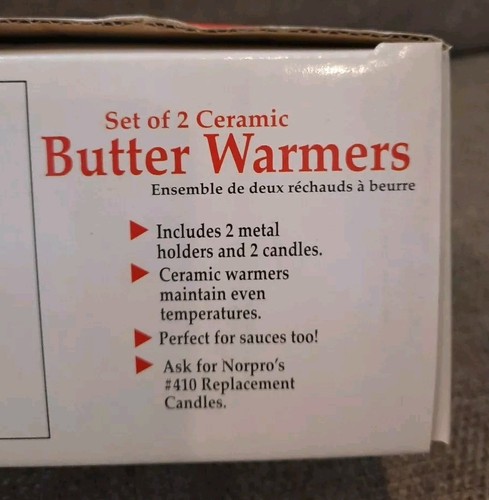 Set of 2 Ceramic
Butter Warmers
Ensemble de deux réchauds à beurre
Includes 2 metal
holders and 2 candles.
Ceramic warmers
maintain even
temperatures.
Perfect for sauces too!
Ask for Norpro's
#410 Replacement
Candles.